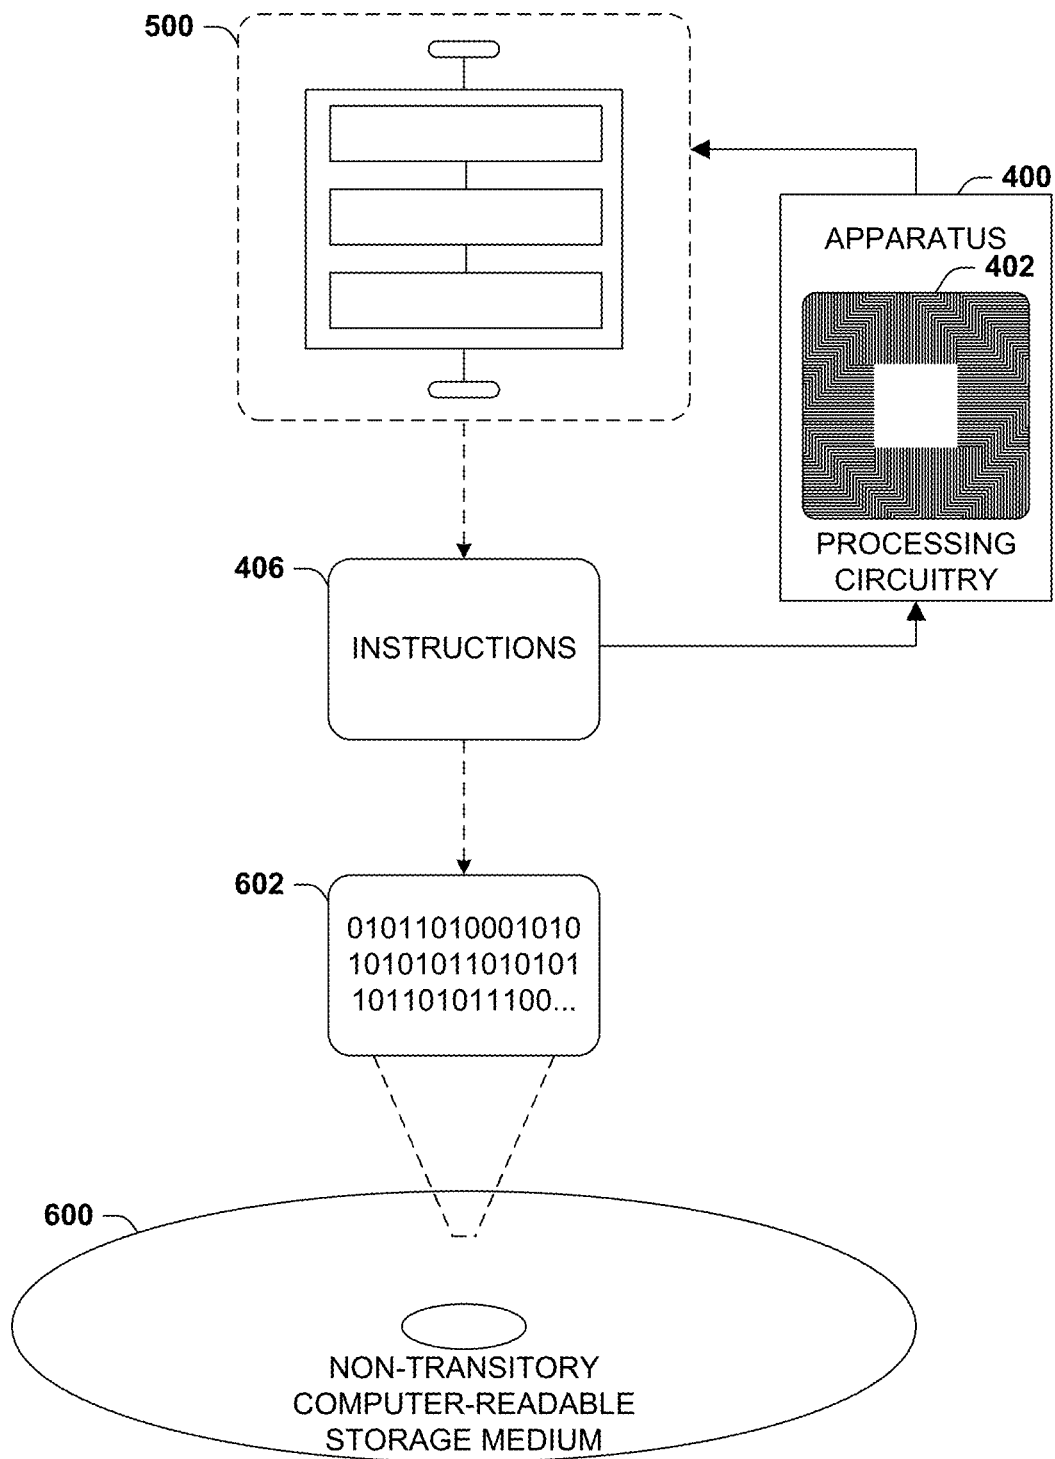 500
400
APPARATUS
402
PROCESSING
CIRCUITRY
406
INSTRUCTIONS
602
01011010001010
10101011010101
101101011100...
600
NON-TRANSITORY
COMPUTER-READABLE
STORAGE MEDIUM